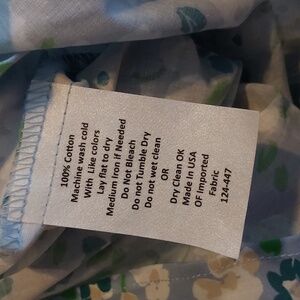 100% Cotton
Machine wash cold
With Like colors
Lay flat to dry
Medium Iron if Needed
Do Not Bleach
Do not Tumble Dry
Do not wet clean
OR
Dry Clean OK
Made in USA
OF Imported
Fabric
124-447